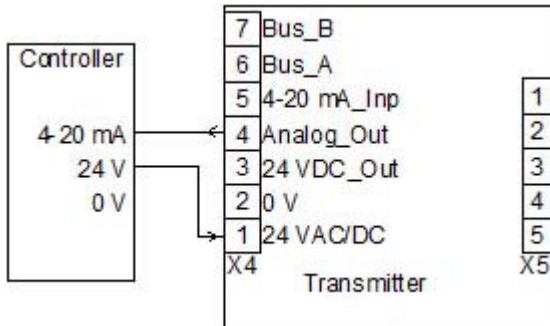 Controller
4-20 mA
24 V
0 V
7 Bus_B
6 Bus_A
5 4-20 mA_Inp
4 Analog_Out
3 24 VDC_Out
2 0 V
1 24 VAC/DC
X4
Transmitter
1
2
3
4
5
X5